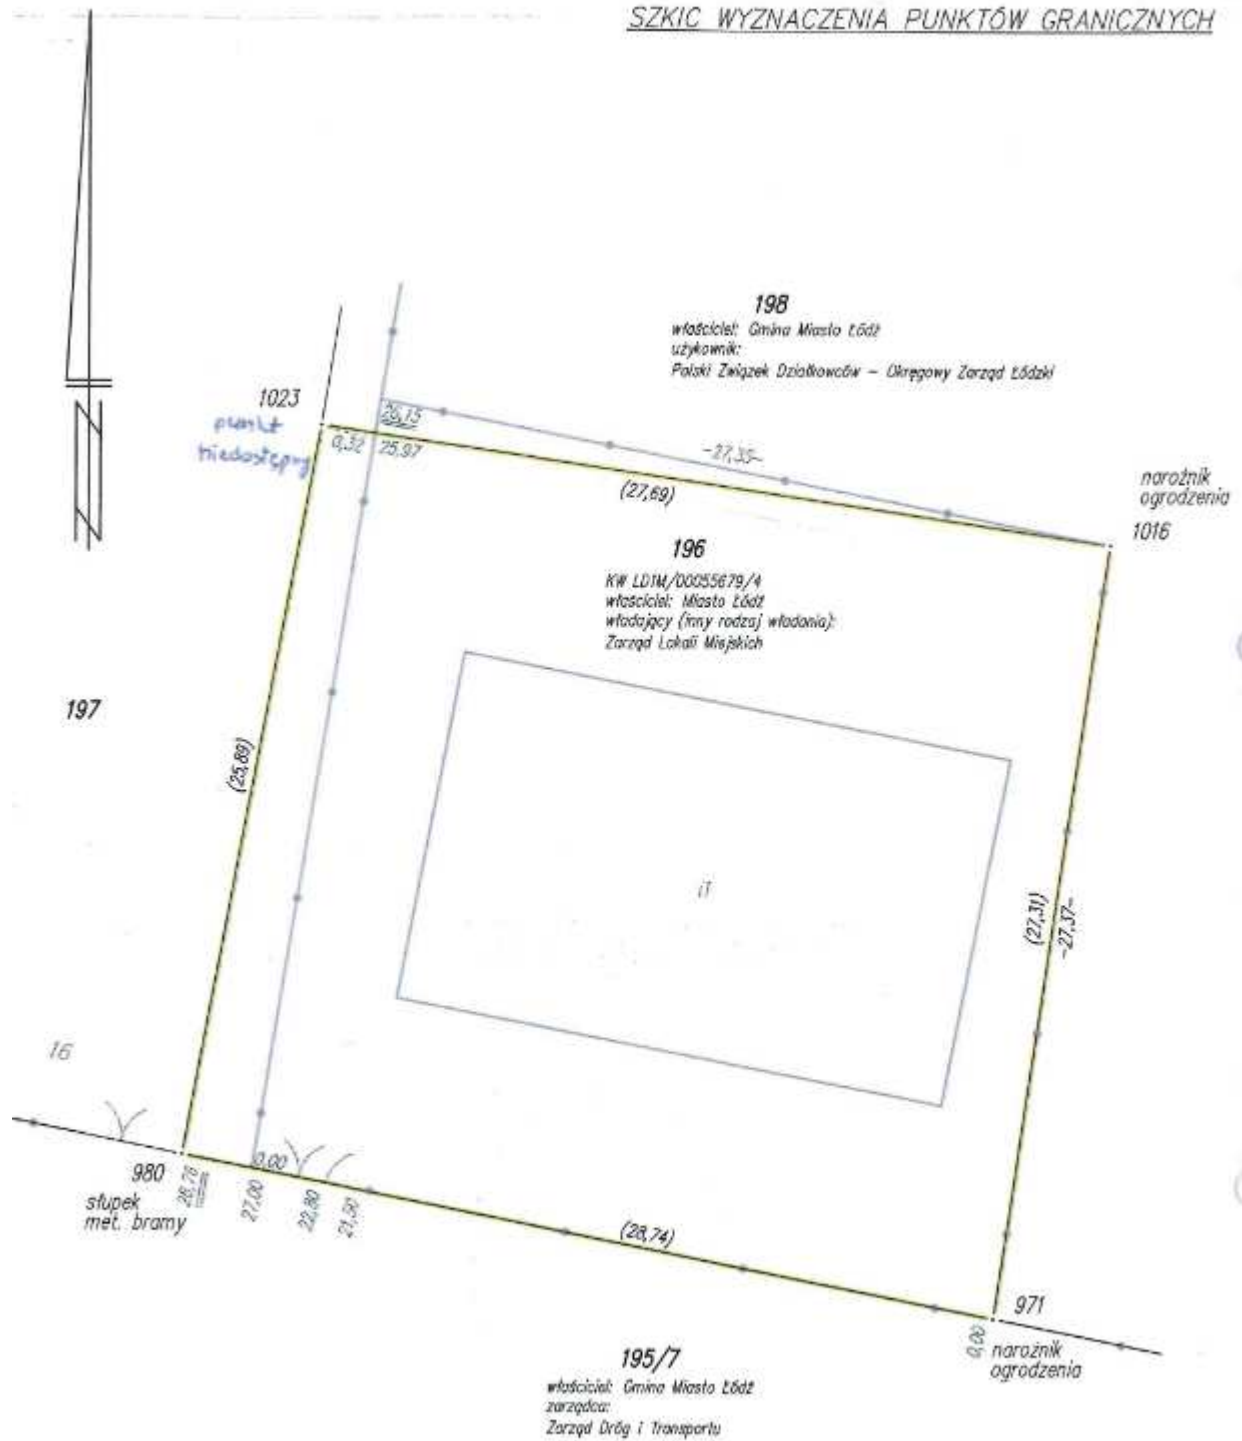 SZKIC WYZNACZENIA PUNKTÓW GRANICZNYCH
198
właściciel: Gmina Miasto Łódź
użykownik:
Polski Związek Działkowców - Okręgowy Zarząd Łódzki
1023
punkt
niedostępny
26,15
0,32
25,97
-27,35-
(27,69)
narożnik
ogrodzenia
1016
196
KW LD1M/00055679/4
właściciel: Miasto Łódź
władający (inny rodzaj władania):
Zarząd Lokali Miejskich
197
(25,89)
i1
(27,31)
-27,37-
16
980
słupek
met. bramy
28,78
0,00
27,00
22,80
21,50
(28,74)
971
0,00
narożnik
ogrodzenia
195/7
właściciel: Gmina Miasto Łódź
zarządca:
Zarząd Dróg i Transportu